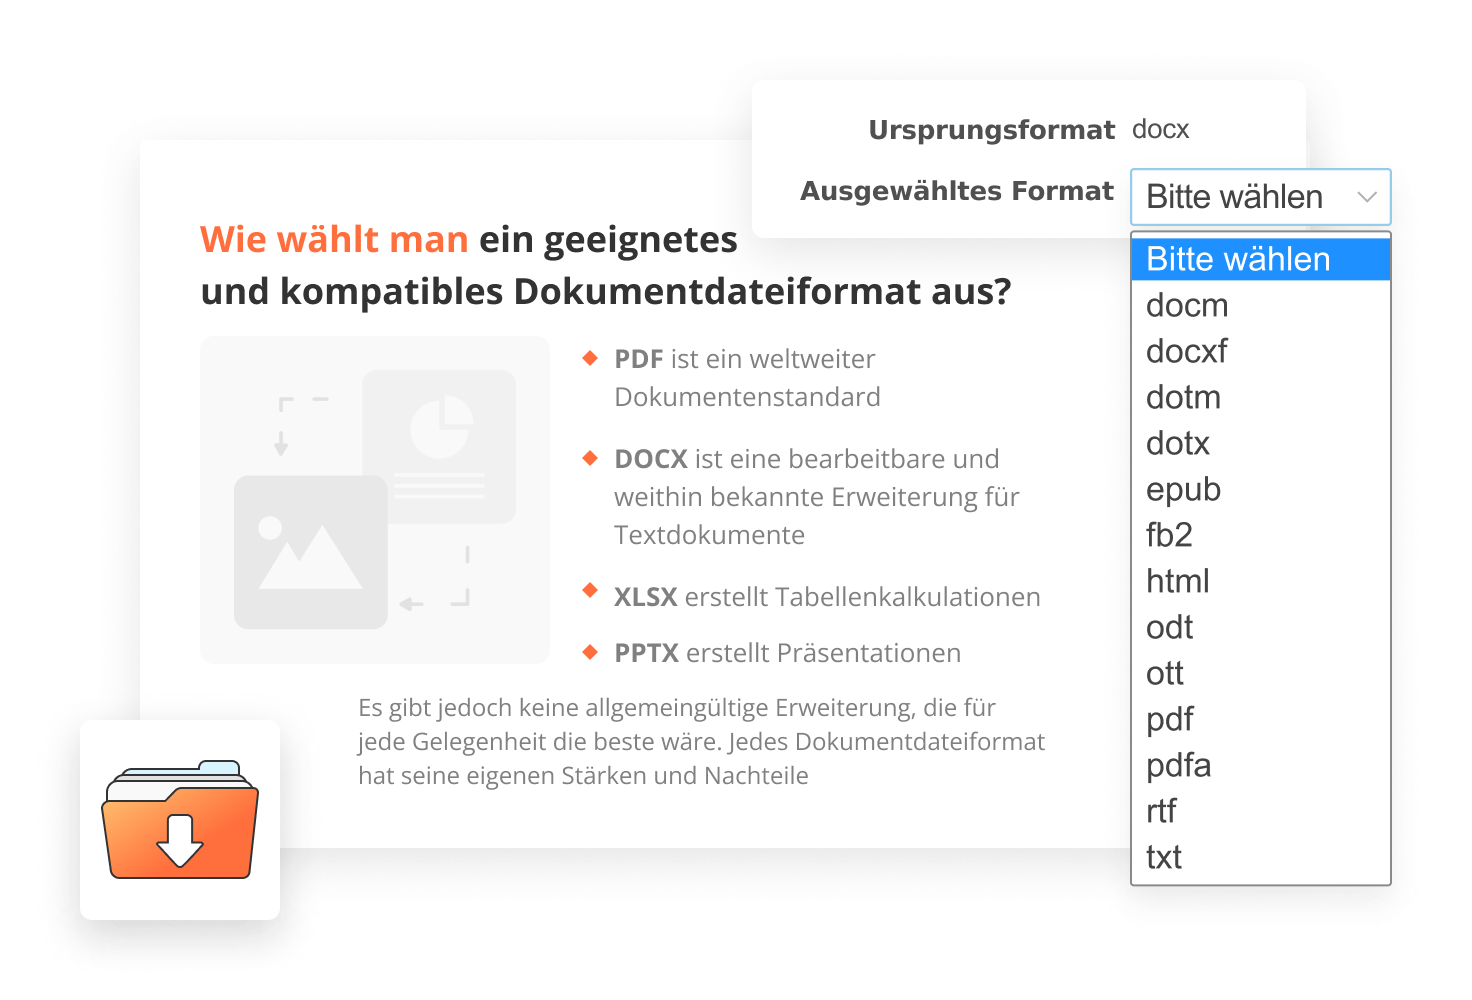 Ursprungsformat docx
Ausgewähltes Format Bitte wählen
Bitte wählen
docm
docxf
dotm
dotx
epub
fb2
html
odt
ott
pdf
pdfa
rtf
txt
Wie wählt man ein geeignetes
und kompatibles Dokumentdateiformat aus?
PDF ist ein weltweiter
Dokumentenstandard
DOCX ist eine bearbeitbare und
weithin bekannte Erweiterung für
Textdokumente
XLSX erstellt Tabellenkalkulationen
PPTX erstellt Präsentationen
Es gibt jedoch keine allgemeingültige Erweiterung, die für
jede Gelegenheit die beste wäre. Jedes Dokumentdateiformat
hat seine eigenen Stärken und Nachteile